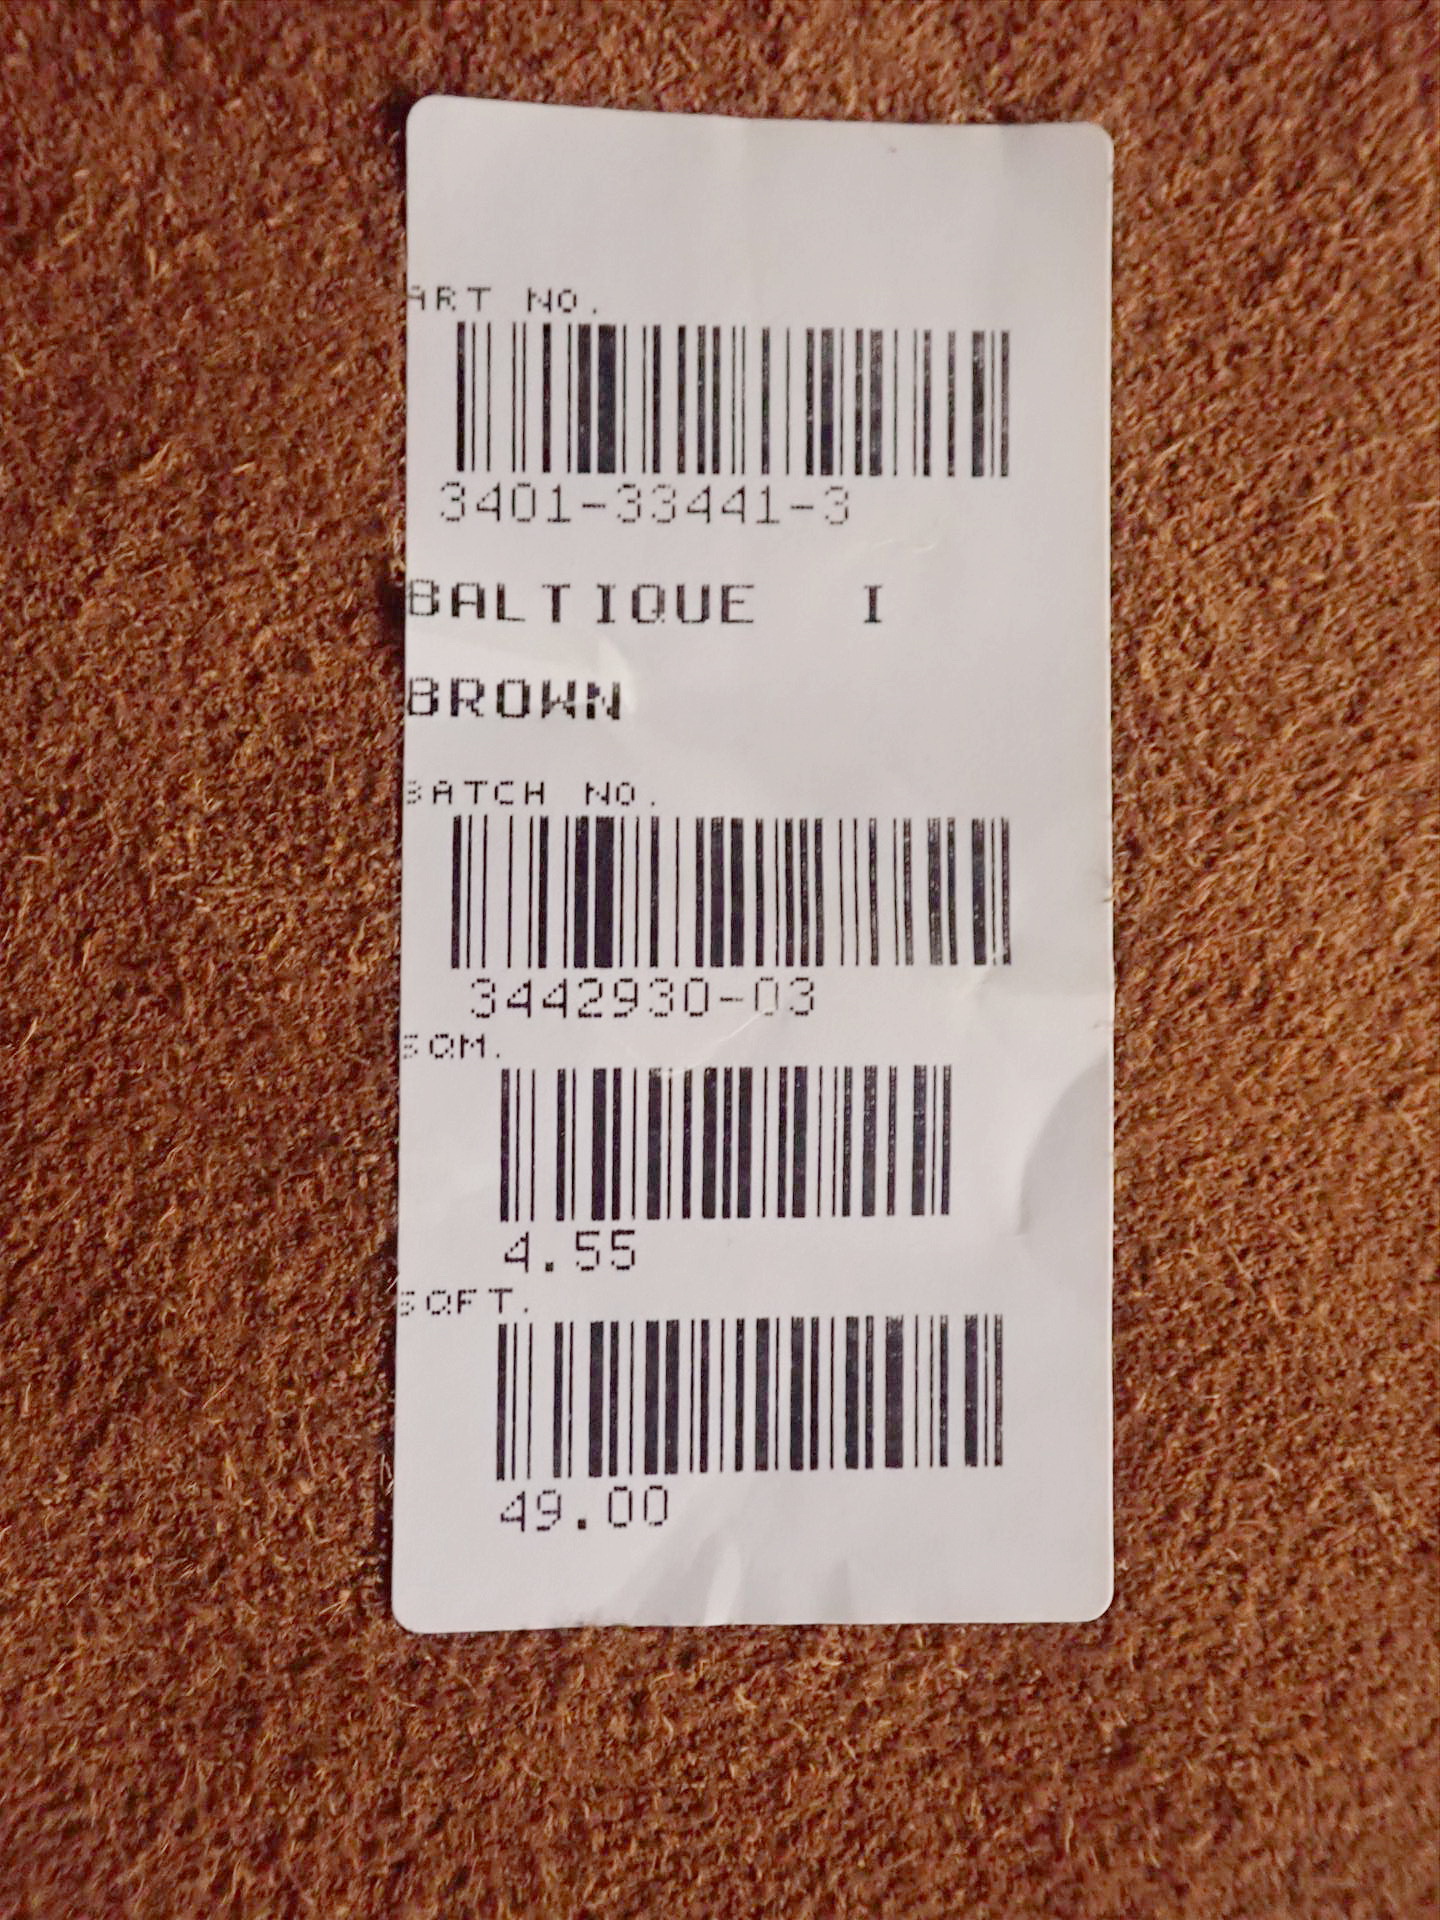 ART NO.
3401-33441-3
BALTIQUE I
BROWN
BATCH NO.
3442930-03
SQM.
4.55
SQFT.
49.00